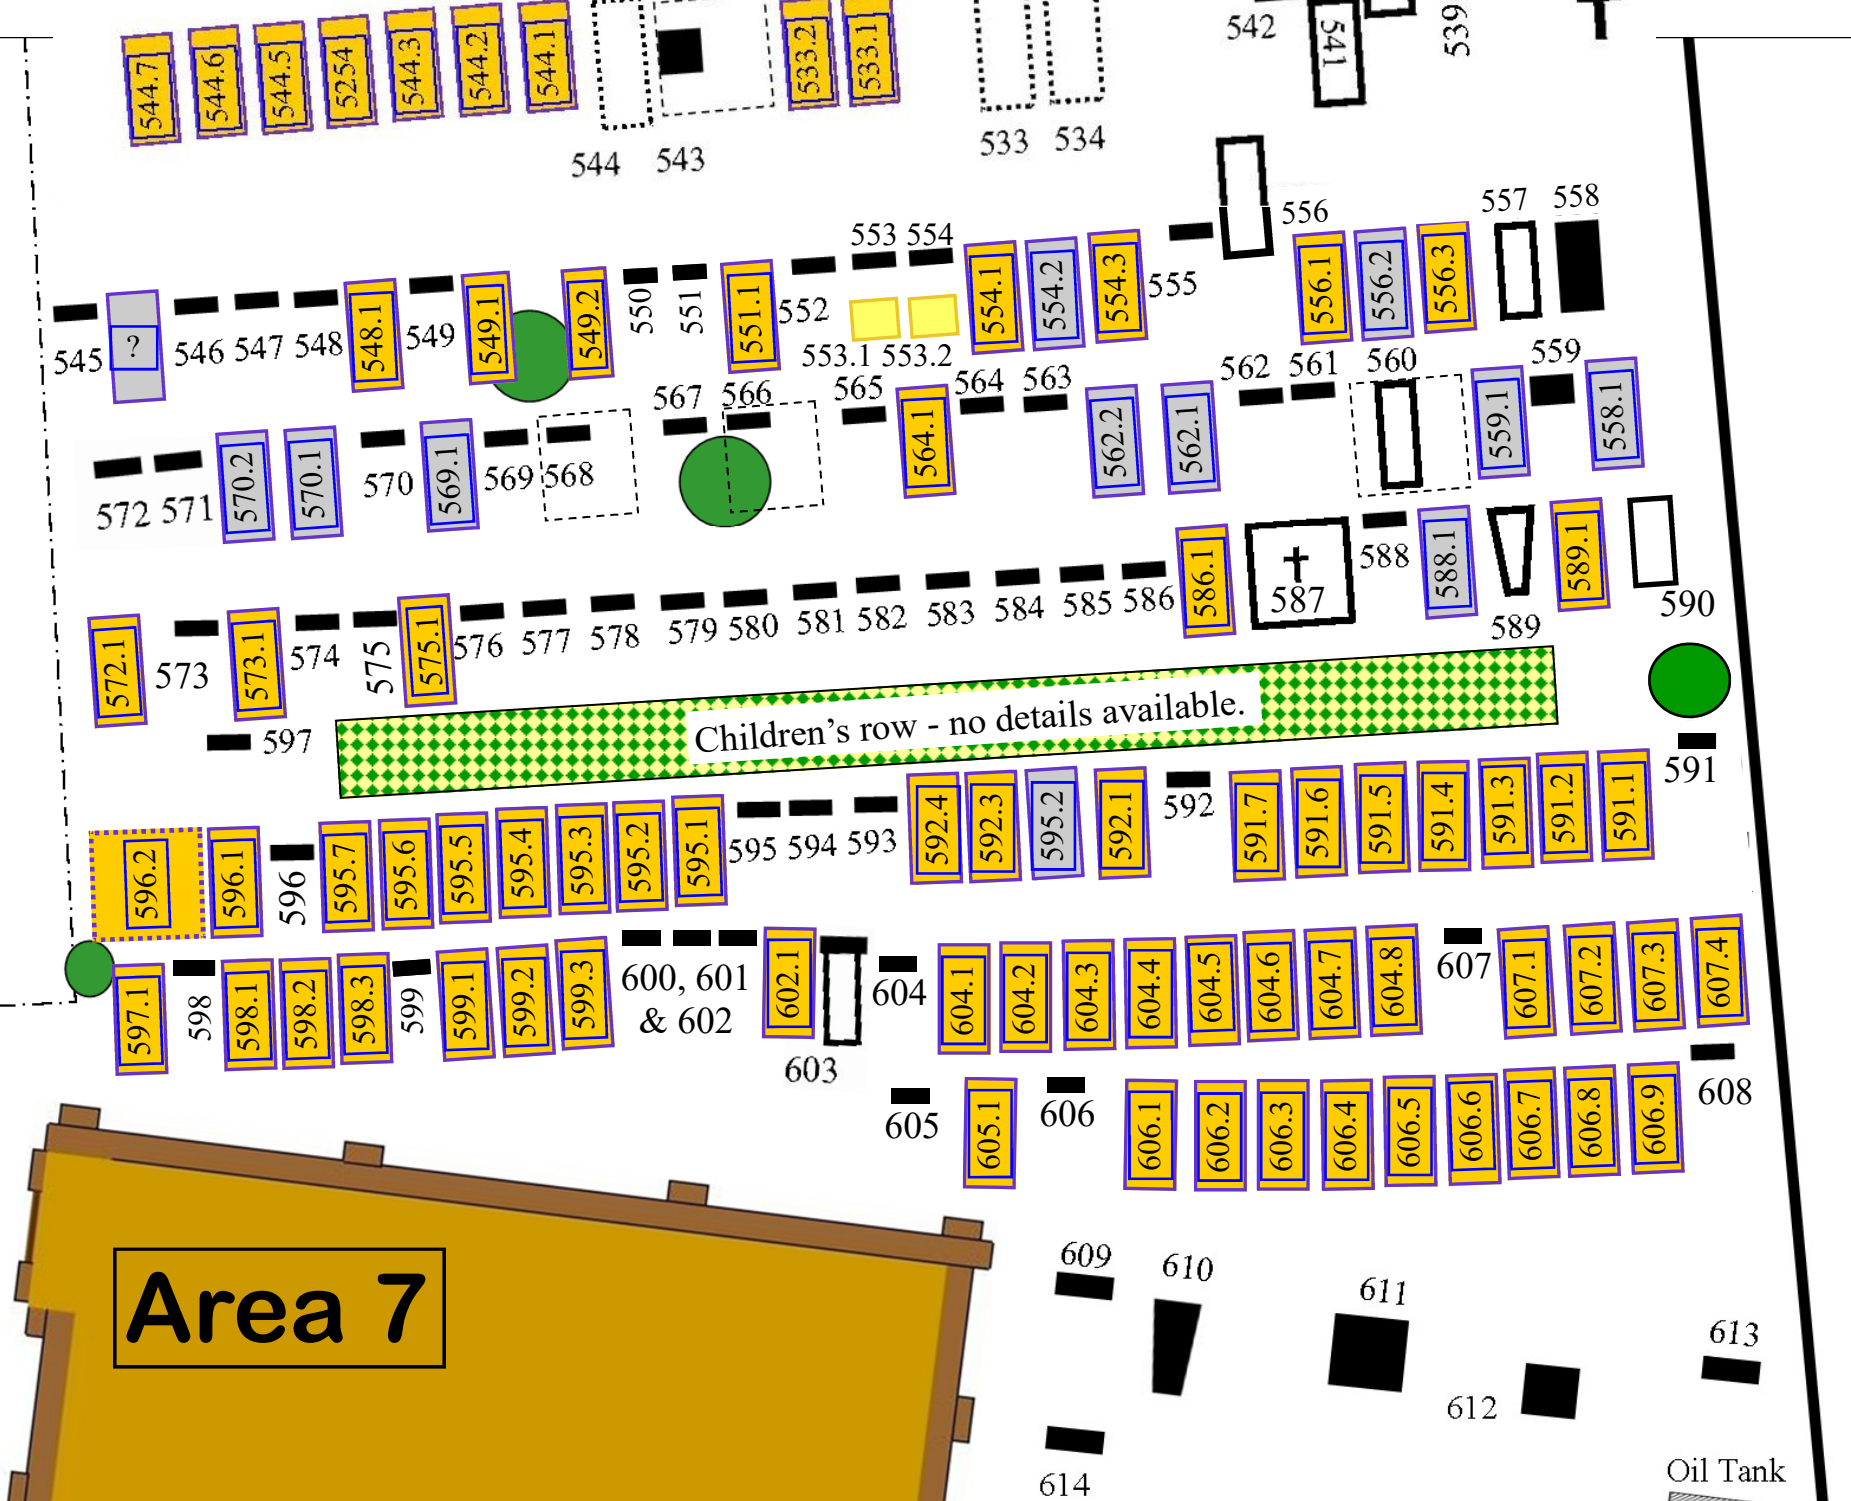 544.7 544.6 544.5 5254 544.3 544.2 544.1 533.2 533.1 542 541 539
544 543 533 534
553 554 556 557 558
545 ? 546 547 548 548.1 549 549.1 549.2 550 551 551.1 552 554.1 554.2 554.3 555 556.1 556.2 556.3
553.1 553.2
567 566 565 564 563 562 561 560 559
572 571 570.2 570.1 570 569.1 569 568 564.1 562.2 562.1 559.1 558.1
572.1 573 573.1 574 575 575.1 576 577 578 579 580 581 582 583 584 585 586 586.1 587 588 588.1 589 589.1 590
Children’s row - no details available.
597 591
596.2 596.1 596 595.7 595.6 595.5 595.4 595.3 595.2 595.1 595 594 593 592.4 592.3 595.2 592.1 592 591.7 591.6 591.5 591.4 591.3 591.2 591.1
597.1 598 598.1 598.2 598.3 599 599.1 599.2 599.3 600, 601
& 602
602.1 603 604 604.1 604.2 604.3 604.4 604.5 604.6 604.7 604.8 607 607.1 607.2 607.3 607.4
605 605.1 606 606.1 606.2 606.3 606.4 606.5 606.6 606.7 606.8 606.9 608
609 610 611 613
Area 7
612
614
Oil Tank